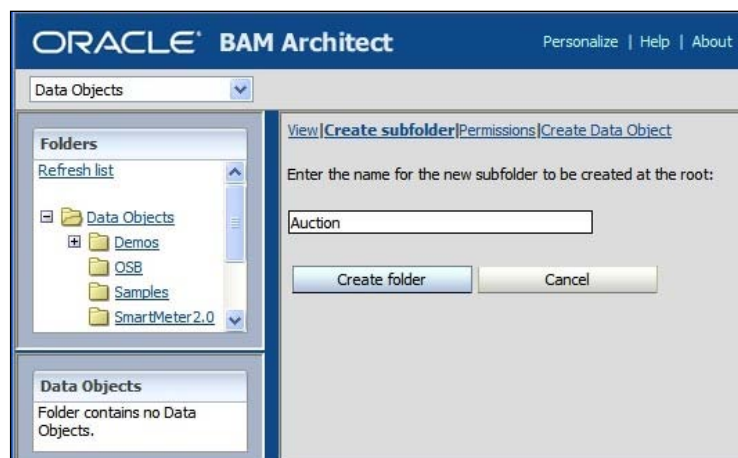 ORACLE BAM Architect
Personalize | Help | About
Data Objects
Folders
Refresh list
Data Objects
Demos
OSB
Samples
SmartMeter2.0
Data Objects
Folder contains no Data
Objects.
View|Create subfolder|Permissions|Create Data Object
Enter the name for the new subfolder to be created at the root:
Auction
Create folder
Cancel